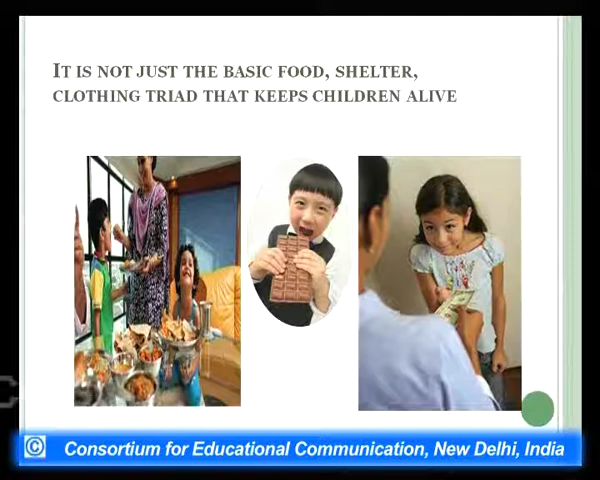 IT IS NOT JUST THE BASIC FOOD, SHELTER,
CLOTHING TRIAD THAT KEEPS CHILDREN ALIVE
© Consortium for Educational Communication, New Delhi, India